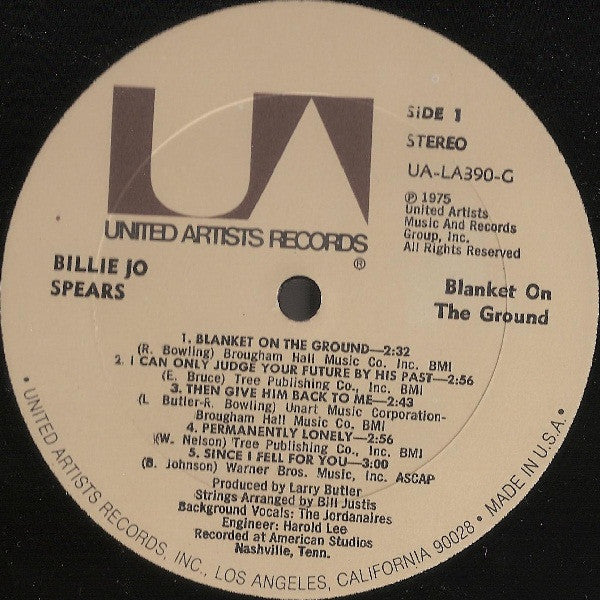 UA
UNITED ARTISTS RECORDS
®
SiDE 1
STEREO
UA-LA390-G
℗ 1975
United Artists
Music And Records
Group, Inc.
All Rights Reserved
BILLIE JO
SPEARS
Blanket On
The Ground
1. BLANKET ON THE GROUND—2:32
(R. Bowling) Brougham Hall Music Co. Inc. BMI
2. I CAN ONLY JUDGE YOUR FUTURE BY HIS PAST—2:56
(E. Bruce) Tree Publishing Co., Inc. BMI
3. THEN GIVE HIM BACK TO ME—2:43
(L Butler-R. Bowling) Unart Music Corporation-
Brougham Hall Music Co. BMI
4. PERMANENTLY LONELY—2:56
(W. Nelson) Tree Publishing Co., Inc. BMI
5. SINCE I FELL FOR YOU—3:00
(B. Johnson) Warner Bros. Music, Inc. ASCAP
Produced by Larry Butler
Strings Arranged by Bill Justis
Background Vocals: The Jordanaires
Engineer: Harold Lee
Recorded at American Studios
Nashville, Tenn.
• UNITED ARTISTS RECORDS, INC., LOS ANGELES, CALIFORNIA 90028 • MADE IN U.S.A. •